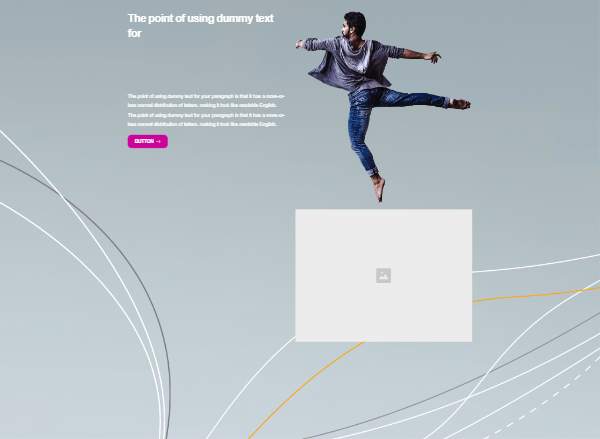 The point of using dummy text
for
The point of using dummy text for your paragraph is that it has a more-or-
less normal distribution of letters. making it look like readable English.
The point of using dummy text for your paragraph is that it has a more-or-
less normal distribution of letters. making it look like readable English.
BUTTON →